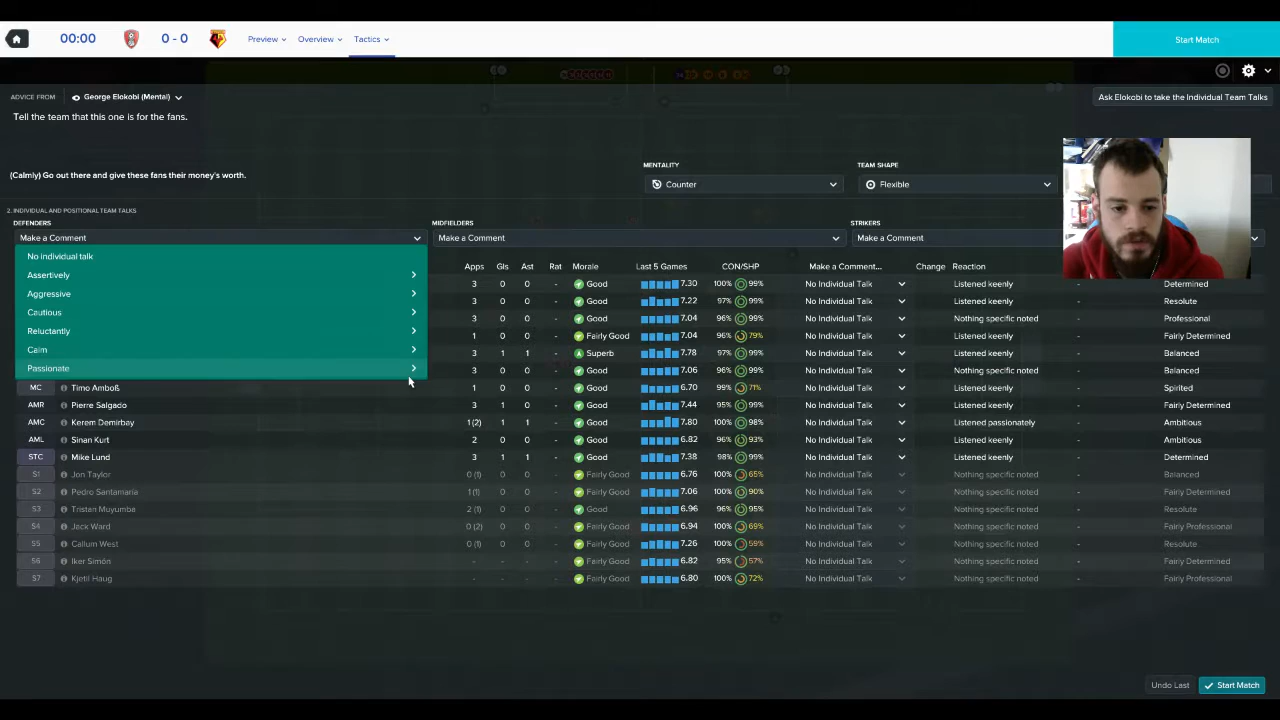 00:00 0 - 0 Preview Overview Tactics Start Match
ADVICE FROM George Elokobi (Mental) Ask Elokobi to take the Individual Team Talks
Tell the team that this one is for the fans.
MENTALITY TEAM SHAPE
(Calmly) Go out there and give these fans their money's worth. Counter Flexible
2. INDIVIDUAL AND POSITIONAL TEAM TALKS
DEFENDERS MIDFIELDERS STRIKERS
Make a Comment Make a Comment Make a Comment
No individual talk
Apps Gls Ast Rat Morale Last 5 Games CON/SHP Make a Comment... Change Reaction
Assertively 3 0 0 - Good 7.30 100% 99% No Individual Talk Listened keenly - Determined
Aggressive 3 0 0 - Good 7.22 97% 99% No Individual Talk Listened keenly - Resolute
Cautious 3 0 0 - Good 7.04 96% 99% No Individual Talk Nothing specific noted - Professional
Reluctantly 1 0 0 - Fairly Good 7.04 96% 79% No Individual Talk Listened keenly - Fairly Determined
Calm 3 1 1 - Superb 7.78 97% 99% No Individual Talk Listened keenly - Balanced
Passionate 3 0 0 - Good 7.06 96% 99% No Individual Talk Nothing specific noted - Balanced
MC Timo Amboß 1 0 0 - Good 6.70 99% 71% No Individual Talk Listened keenly - Spirited
AMR Pierre Salgado 3 1 0 - Good 7.44 95% 99% No Individual Talk Listened keenly - Fairly Determined
AMC Kerem Demirbay 1 (2) 1 1 - Good 7.80 100% 98% No Individual Talk Listened passionately - Ambitious
AML Sinan Kurt 2 0 0 - Good 6.82 96% 93% No Individual Talk Listened keenly - Ambitious
STC Mike Lund 3 1 1 - Good 7.38 98% 99% No Individual Talk Listened keenly - Determined
S1 Jon Taylor 0 (1) 0 0 - Fairly Good 6.76 100% 65% No Individual Talk Nothing specific noted - Balanced
S2 Pedro Santamaría 1 (1) 0 0 - Fairly Good 7.06 100% 90% No Individual Talk Nothing specific noted - Fairly Determined
S3 Tristan Muyumba 2 (1) 0 0 - Good 6.96 96% 95% No Individual Talk Nothing specific noted - Resolute
S4 Jack Ward 0 (2) 0 0 - Fairly Good 6.94 100% 69% No Individual Talk Nothing specific noted - Fairly Professional
S5 Callum West 0 (1) 0 0 - Fairly Good 7.26 100% 59% No Individual Talk Nothing specific noted - Resolute
S6 Iker Simón - - - - Fairly Good 6.82 95% 57% No Individual Talk Nothing specific noted - Fairly Determined
S7 Kjetil Haug - - - - Fairly Good 6.80 100% 72% No Individual Talk Nothing specific noted - Fairly Professional
Undo Last Start Match